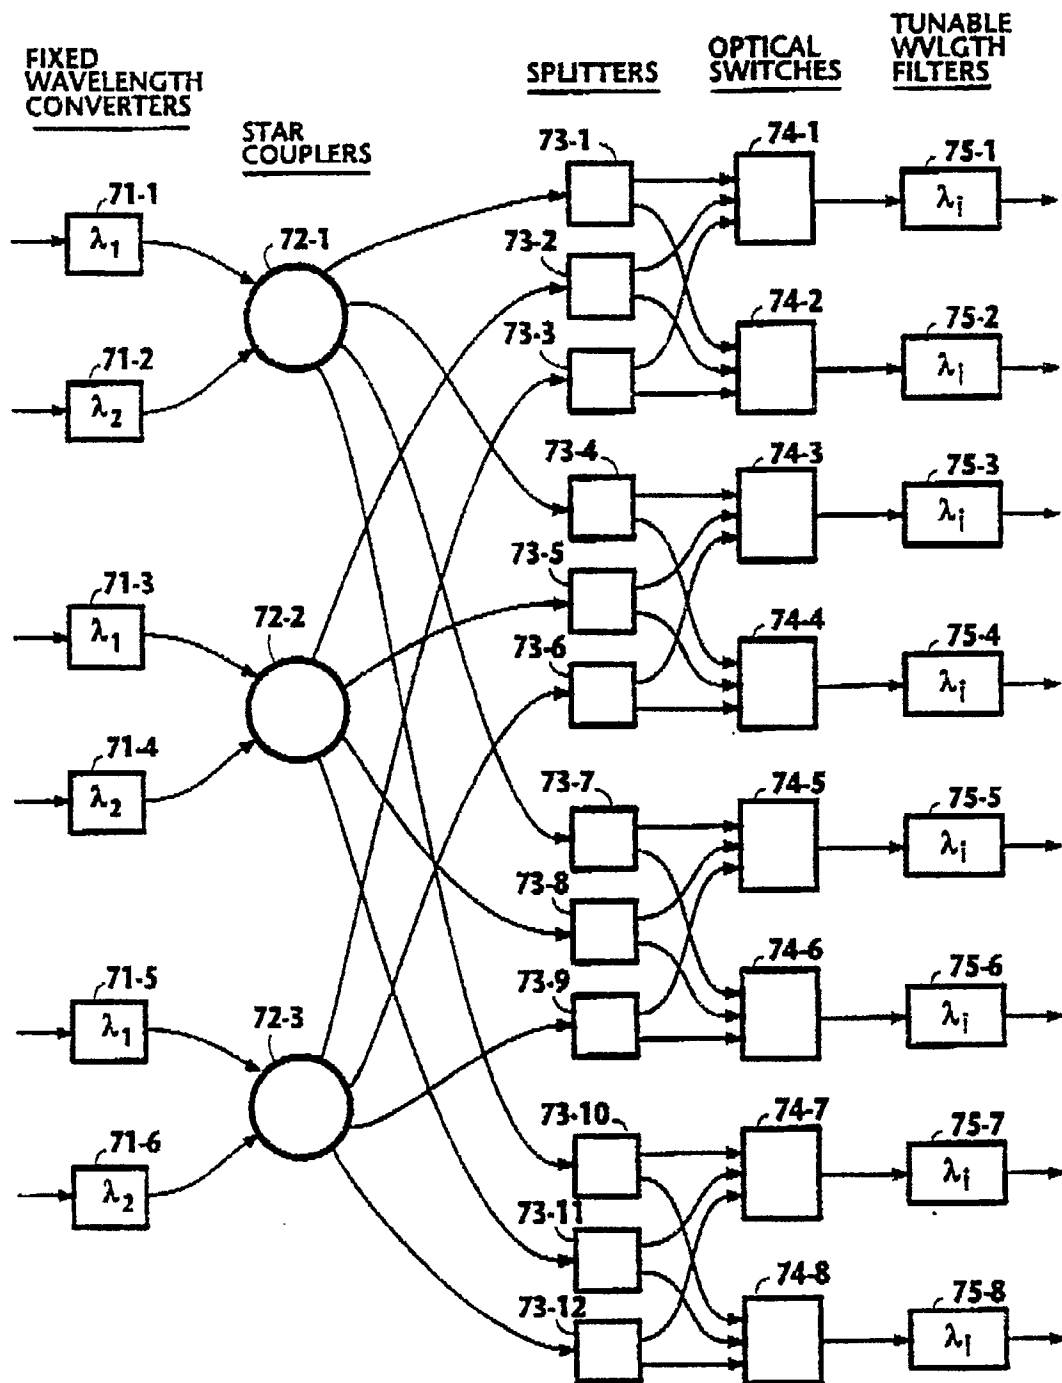 FIXED
WAVELENGTH
CONVERTERS
STAR
COUPLERS
SPLITTERS
OPTICAL
SWITCHES
TUNABLE
WVLGTH
FILTERS
71-1
λ1
71-2
λ2
71-3
λ1
71-4
λ2
71-5
λ1
71-6
λ2
72-1
72-2
72-3
73-1
73-2
73-3
73-4
73-5
73-6
73-7
73-8
73-9
73-10
73-11
73-12
74-1
74-2
74-3
74-4
74-5
74-6
74-7
74-8
75-1
λi
75-2
λi
75-3
λi
75-4
λi
75-5
λi
75-6
λi
75-7
λi
75-8
λi